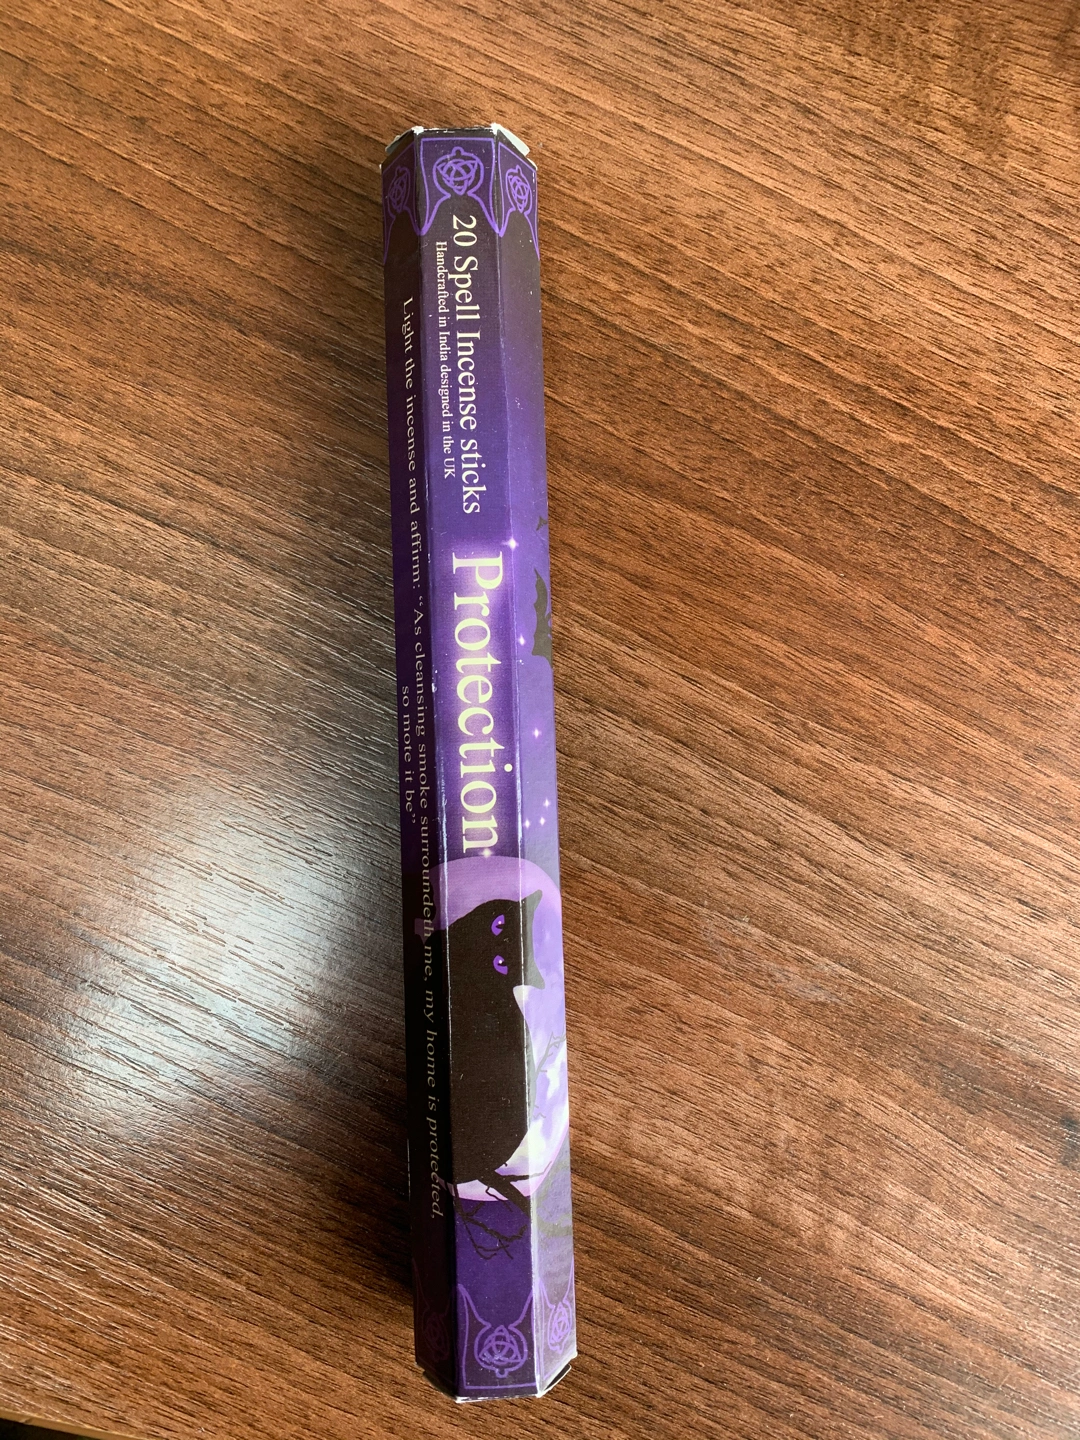 20 Spell Incense sticks
Handcrafted in India designed in the UK
Protection
Light the incense and affirm: “As cleansing smoke surroundeth me, my home is protected,
so mote it be”